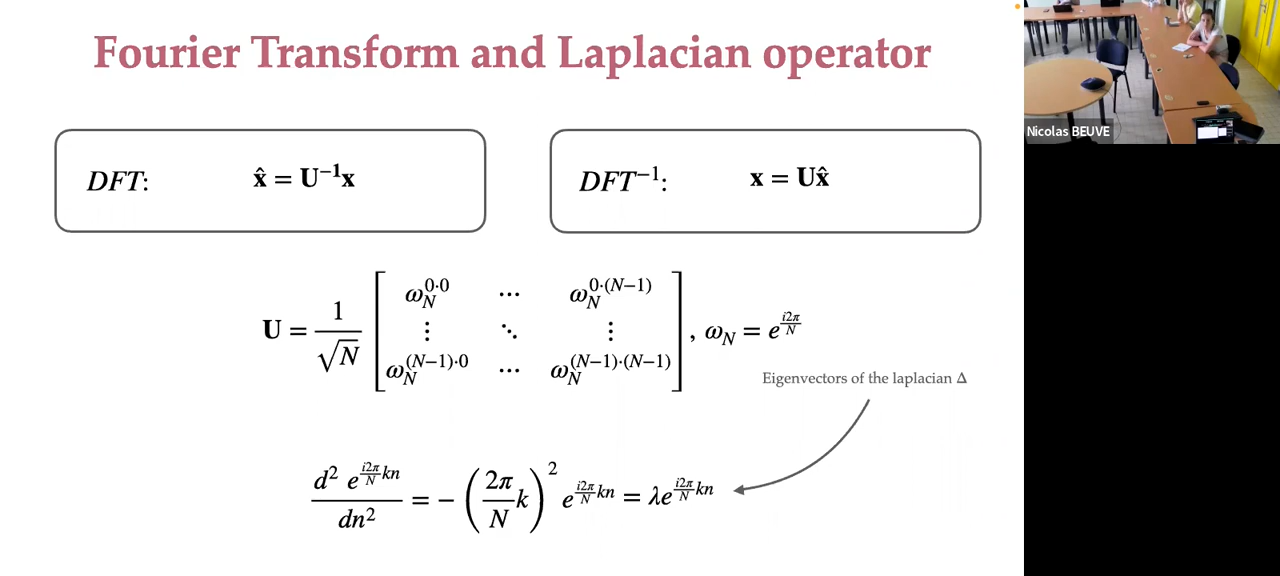 Fourier Transform and Laplacian operator
DFT: x̂ = U⁻¹x
DFT⁻¹: x = Ux̂
U = 1/√N [ ω_N^{0·0} ⋯ ω_N^{0·(N−1)} ⋮ ⋱ ⋮ ω_N^{(N−1)·0} ⋯ ω_N^{(N−1)·(N−1)} ] , ω_N = e^{i2π/N}
Eigenvectors of the laplacian Δ
d² e^{(i2π/N)kn} / dn² = − (2π/N k)² e^{(i2π/N)kn} = λe^{(i2π/N)kn}
Nicolas BEUVE